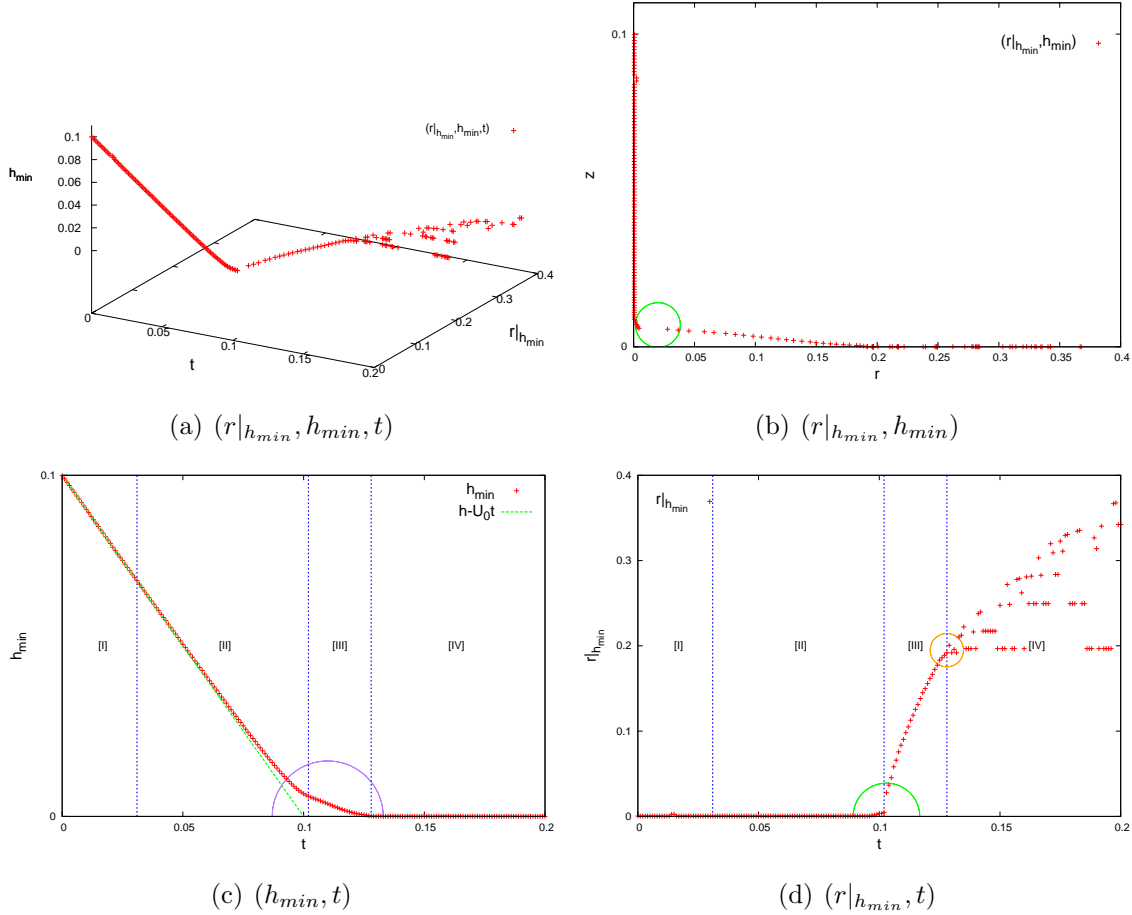 0.1
0.08
0.06
0.04
0.02
0
h_min
(r|h_min,h_min,t)
0
0.05
0.1
0.15
0.2
t
0
0.1
0.2
0.3
0.4
r|h_min
(a) (r|h_min, h_min, t)
0.1
z
0
(r|h_min,h_min)
0
0.05
0.1
0.15
0.2
0.25
0.3
0.35
0.4
r
(b) (r|h_min, h_min)
0.1
h_min
0
h_min
h-U_0t
[I]
[II]
[III]
[IV]
0
0.05
0.1
0.15
0.2
t
(c) (h_min, t)
0.4
0.3
0.2
0.1
0
r|h_min
r|h_min
[I]
[II]
[III]
[IV]
0
0.05
0.1
0.15
0.2
t
(d) (r|h_min, t)